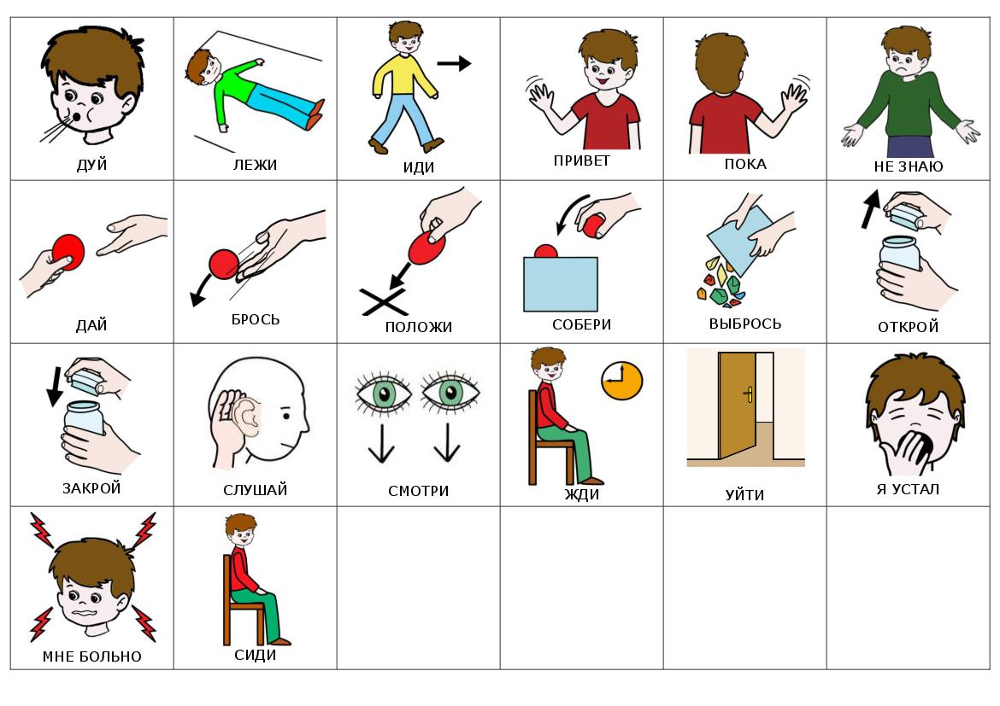 ДУЙ
ЛЕЖИ
ИДИ
ПРИВЕТ
ПОКА
НЕ ЗНАЮ
ДАЙ
БРОСЬ
ПОЛОЖИ
СОБЕРИ
ВЫБРОСЬ
ОТКРОЙ
ЗАКРОЙ
СЛУШАЙ
СМОТРИ
ЖДИ
УЙТИ
Я УСТАЛ
МНЕ БОЛЬНО
СИДИ